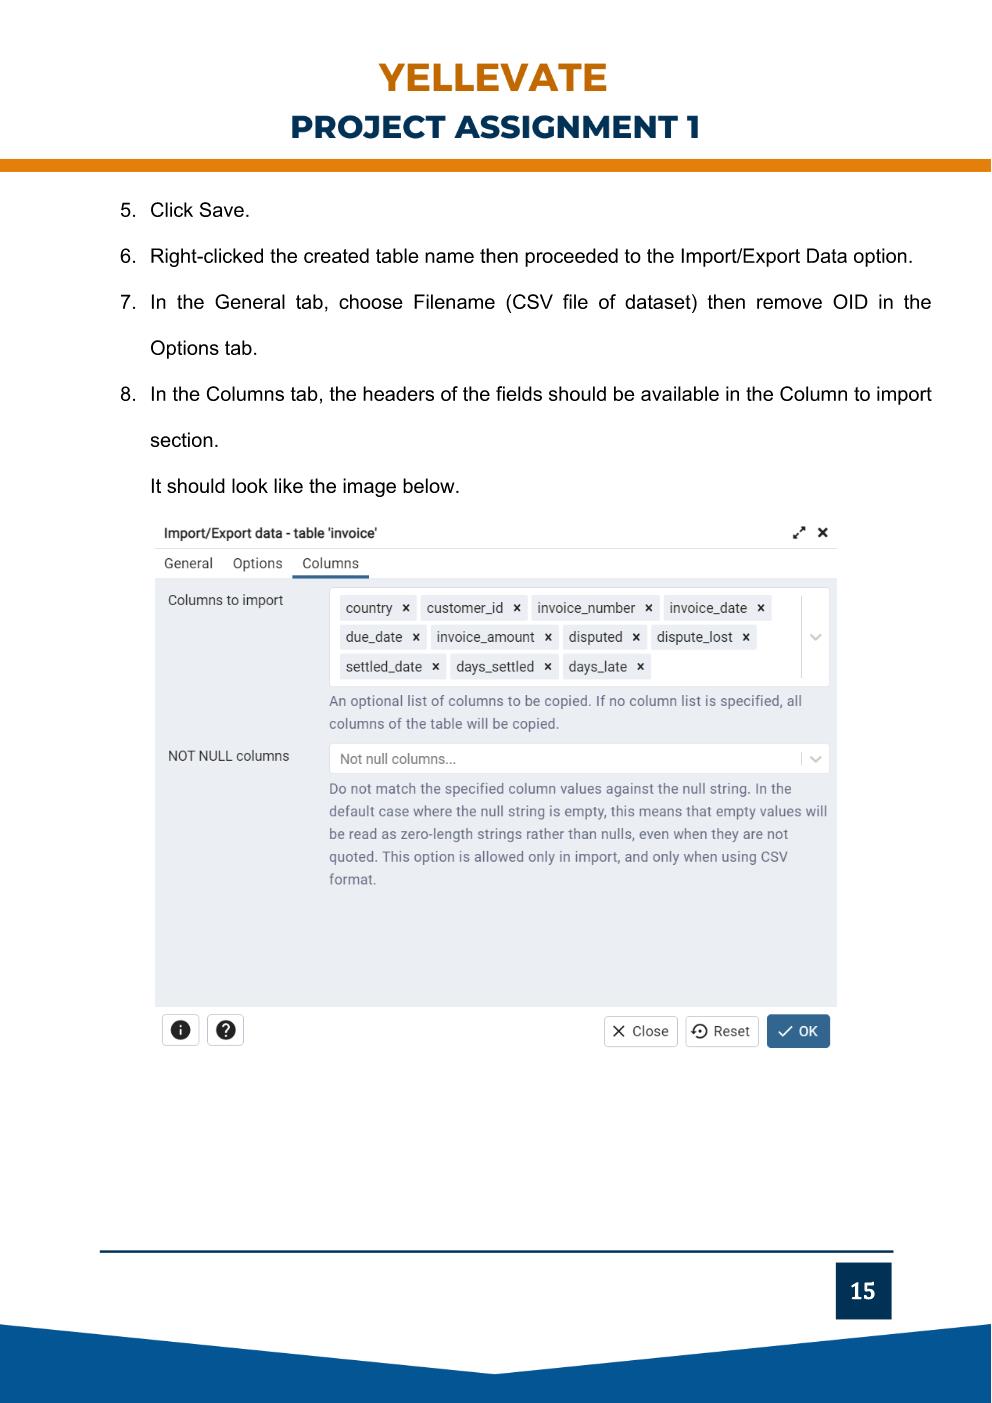 YELLEVATE
PROJECT ASSIGNMENT 1
5. Click Save.
6. Right-clicked the created table name then proceeded to the Import/Export Data option.
7. In the General tab, choose Filename (CSV file of dataset) then remove OID in the
Options tab.
8. In the Columns tab, the headers of the fields should be available in the Column to import
section.
It should look like the image below.
Import/Export data - table 'invoice'
General Options Columns
Columns to import
country × customer_id × invoice_number × invoice_date ×
due_date × invoice_amount × disputed × dispute_lost ×
settled_date × days_settled × days_late ×
An optional list of columns to be copied. If no column list is specified, all
columns of the table will be copied.
NOT NULL columns
Not null columns...
Do not match the specified column values against the null string. In the
default case where the null string is empty, this means that empty values will
be read as zero-length strings rather than nulls, even when they are not
quoted. This option is allowed only in import, and only when using CSV
format.
Close Reset OK
15